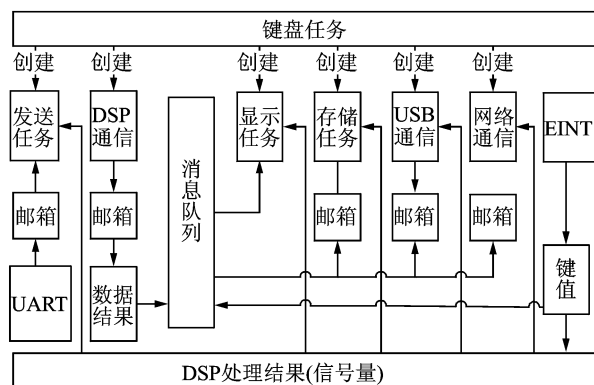 键盘任务
创建
创建
创建
创建
创建
创建
发送
任务
DSP
通信
消
息
队
列
显示
任务
存储
任务
USB
通信
网络
通信
EINT
邮箱
邮箱
邮箱
邮箱
邮箱
UART
数据
结果
键
值
DSP处理结果(信号量)